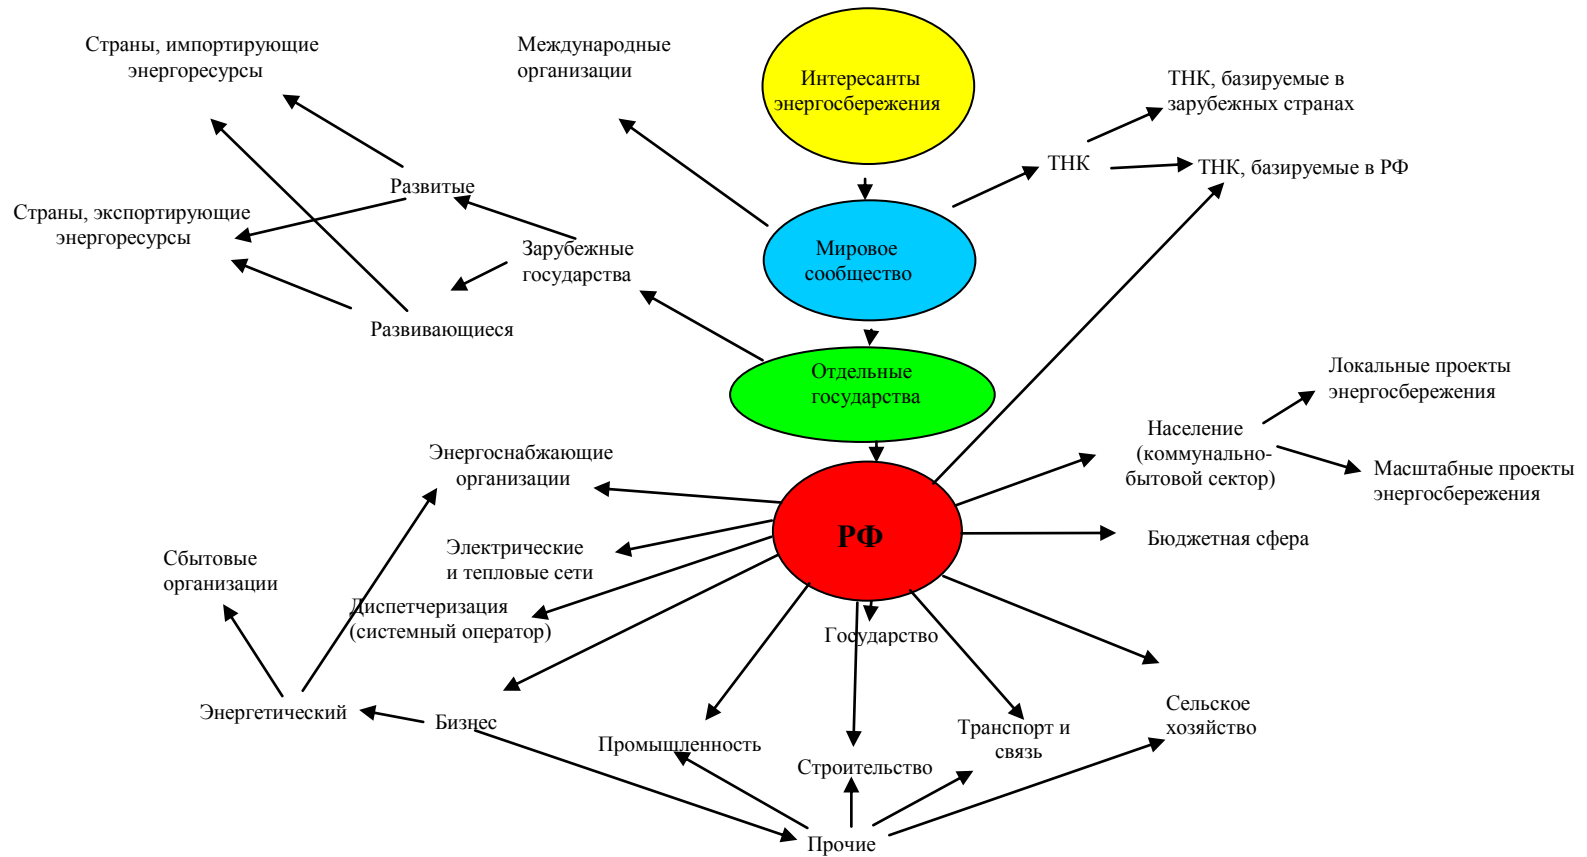 Страны, импортирующие
энергоресурсы
Международные
организации
Интересанты
энергосбережения
ТНК, базируемые в
зарубежных странах
ТНК
ТНК, базируемые в РФ
Развитые
Страны, экспортирующие
энергоресурсы
Зарубежные
государства
Мировое
сообщество
Развивающиеся
Отдельные
государства
Локальные проекты
энергосбережения
Население
(коммунально-
бытовой сектор)
Масштабные проекты
энергосбережения
Энергоснабжающие
организации
РФ
Бюджетная сфера
Электрические
и тепловые сети
Сбытовые
организации
Диспетчеризация
(системный оператор)
Государство
Энергетический
Бизнес
Промышленность
Строительство
Транспорт и
связь
Сельское
хозяйство
Прочие